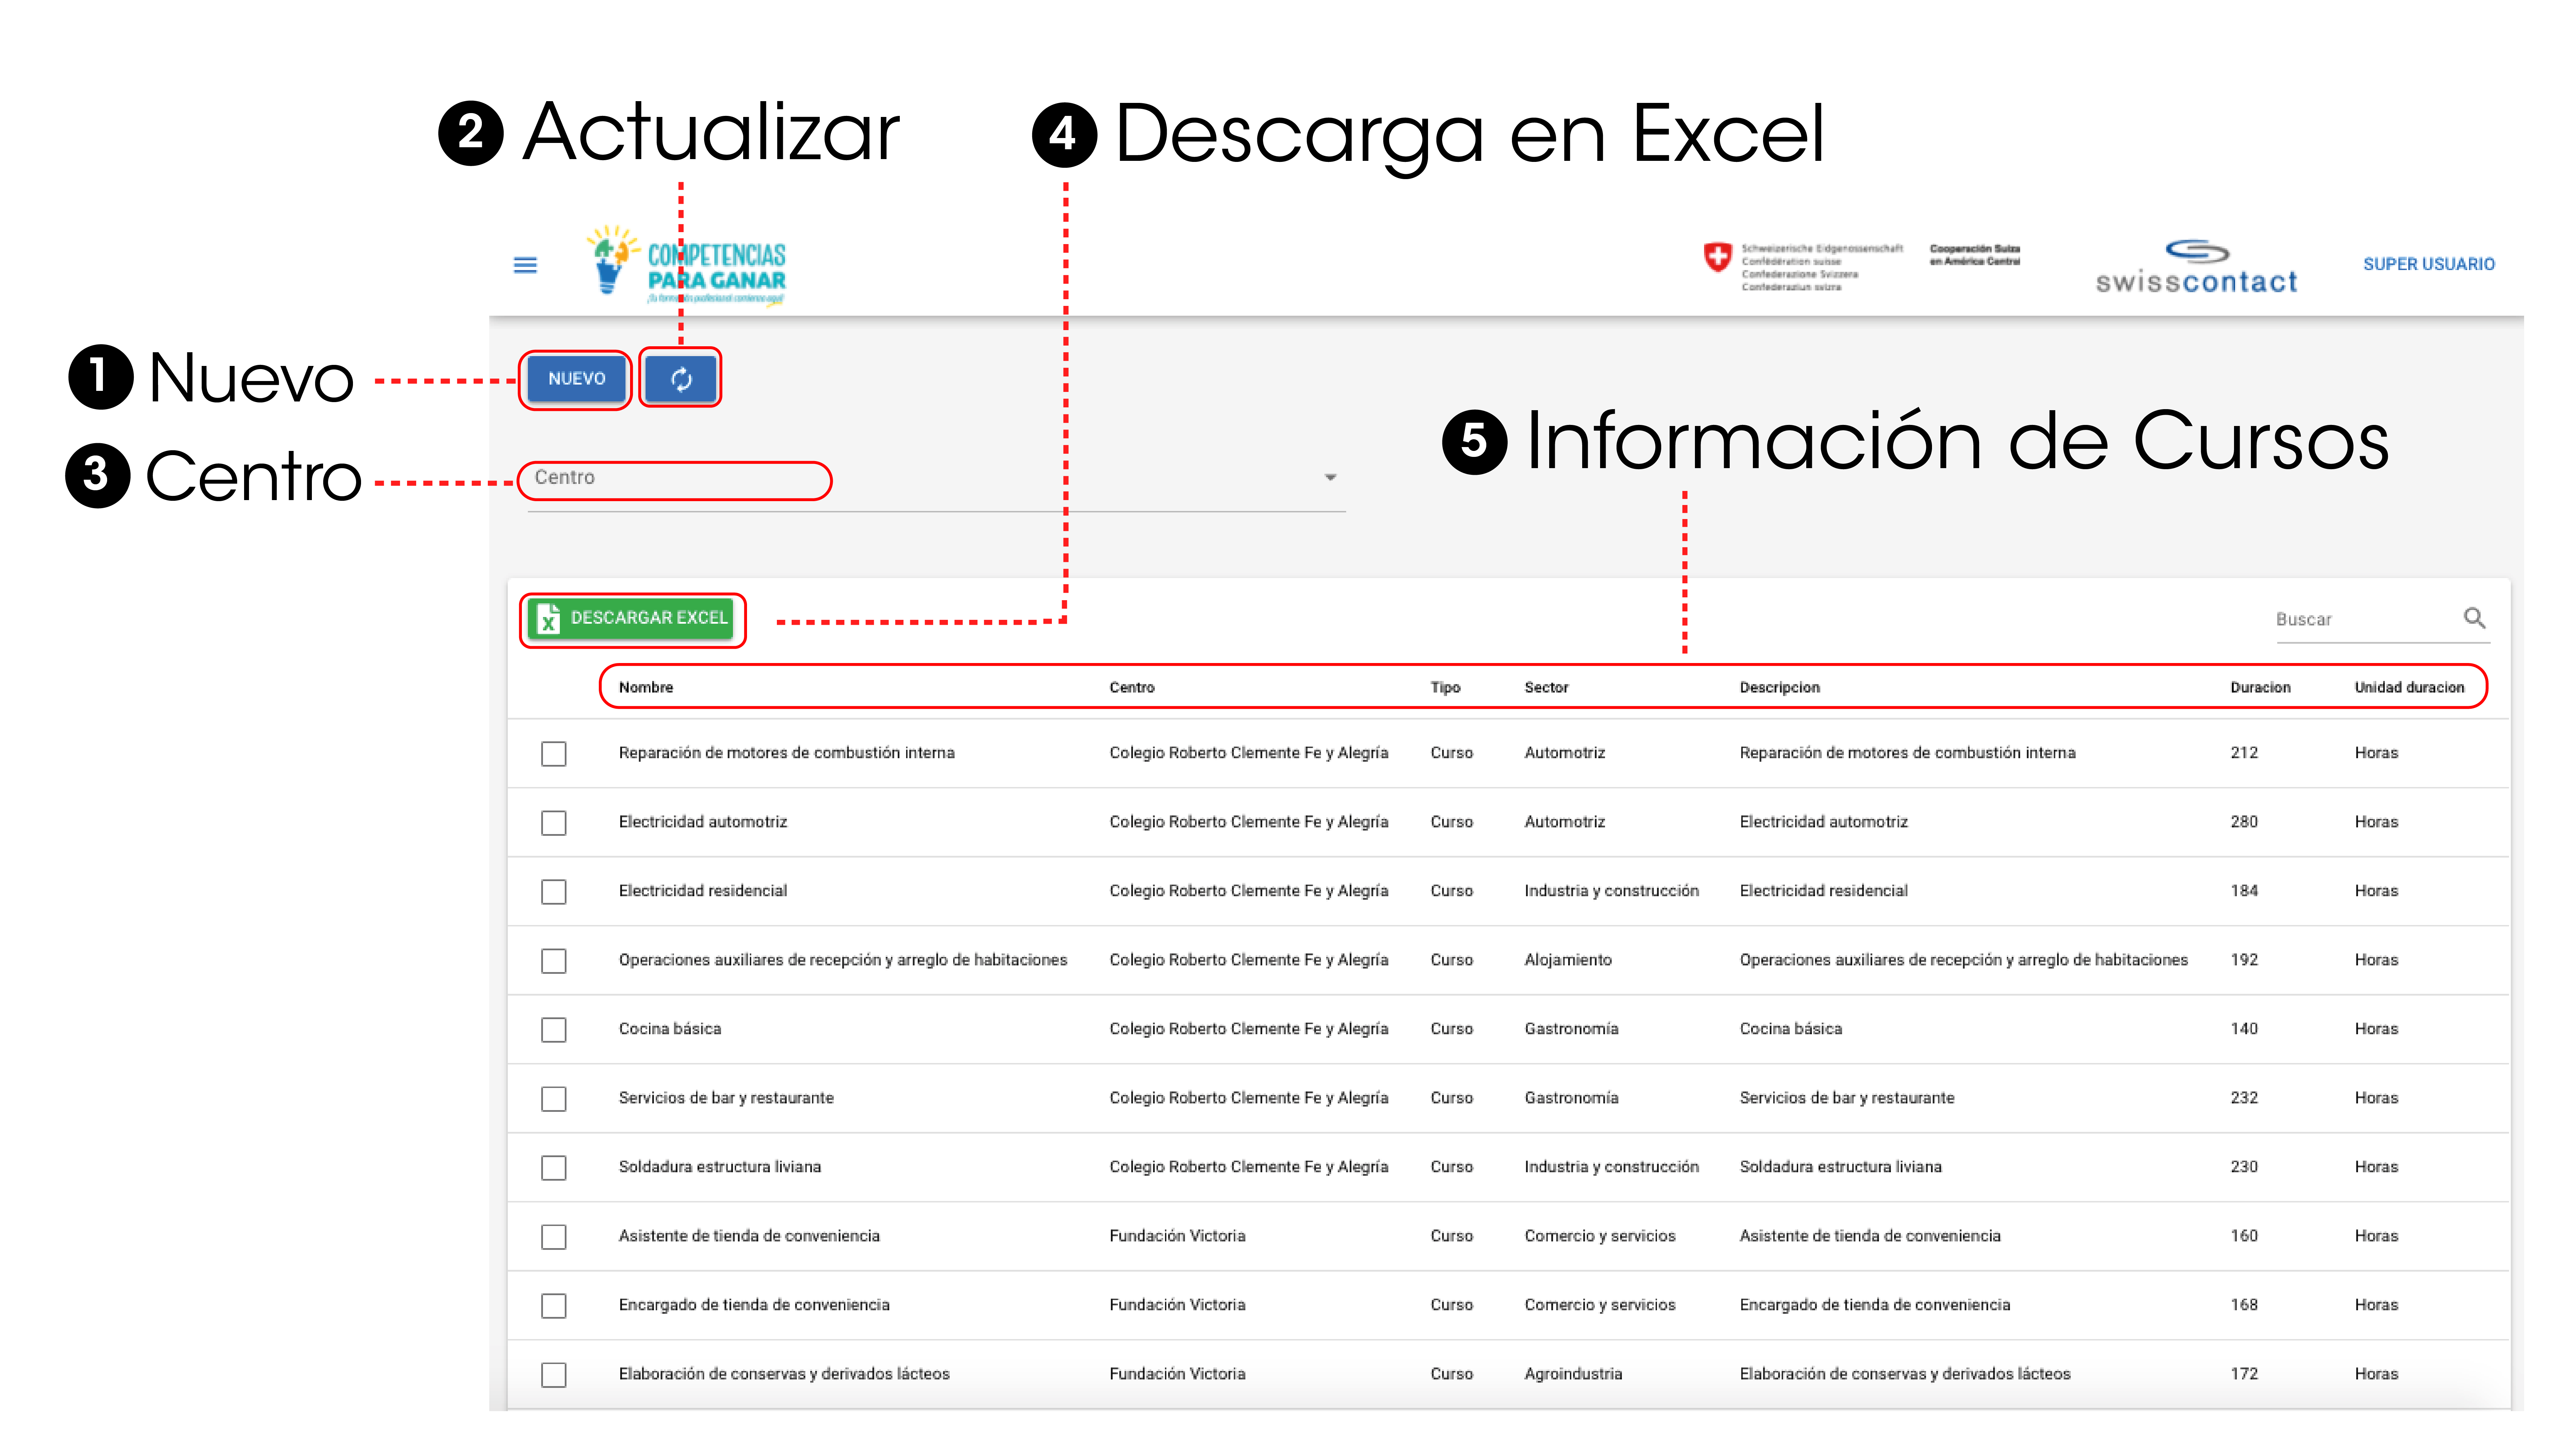 2 Actualizar
4 Descarga en Excel
COMPETENCIAS
PARA GANAR
Schweizerische Eidgenossenschaft
Confédération suisse
Confederazione Svizzera
Confederaziun svizra
Cooperación Suiza
en América Central
swisscontact
SUPER USUARIO
1 Nuevo
NUEVO
3 Centro
Centro
5 Información de Cursos
DESCARGAR EXCEL
Buscar
Nombre Centro Tipo Sector Descripcion Duracion Unidad duracion
Reparación de motores de combustión interna Colegio Roberto Clemente Fe y Alegría Curso Automotriz Reparación de motores de combustión interna 212 Horas
Electricidad automotriz Colegio Roberto Clemente Fe y Alegría Curso Automotriz Electricidad automotriz 280 Horas
Electricidad residencial Colegio Roberto Clemente Fe y Alegría Curso Industria y construcción Electricidad residencial 184 Horas
Operaciones auxiliares de recepción y arreglo de habitaciones Colegio Roberto Clemente Fe y Alegría Curso Alojamiento Operaciones auxiliares de recepción y arreglo de habitaciones 192 Horas
Cocina básica Colegio Roberto Clemente Fe y Alegría Curso Gastronomía Cocina básica 140 Horas
Servicios de bar y restaurante Colegio Roberto Clemente Fe y Alegría Curso Gastronomía Servicios de bar y restaurante 232 Horas
Soldadura estructura liviana Colegio Roberto Clemente Fe y Alegría Curso Industria y construcción Soldadura estructura liviana 230 Horas
Asistente de tienda de conveniencia Fundación Victoria Curso Comercio y servicios Asistente de tienda de conveniencia 160 Horas
Encargado de tienda de conveniencia Fundación Victoria Curso Comercio y servicios Encargado de tienda de conveniencia 168 Horas
Elaboración de conservas y derivados lácteos Fundación Victoria Curso Agroindustria Elaboración de conservas y derivados lácteos 172 Horas